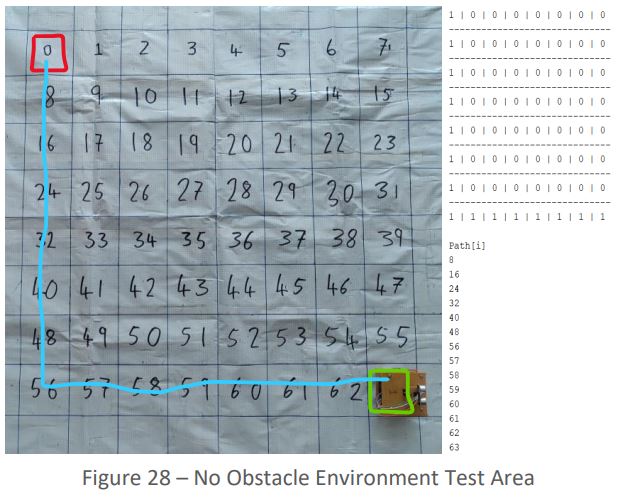 0 1 2 3 4 5 6 7
8 9 10 11 12 13 14 15
16 17 18 19 20 21 22 23
24 25 26 27 28 29 30 31
32 33 34 35 36 37 38 39
40 41 42 43 44 45 46 47
48 49 50 51 52 53 54 55
56 57 58 59 60 61 62
1 | 0 | 0 | 0 | 0 | 0 | 0 | 0
1 | 0 | 0 | 0 | 0 | 0 | 0 | 0
1 | 0 | 0 | 0 | 0 | 0 | 0 | 0
1 | 0 | 0 | 0 | 0 | 0 | 0 | 0
1 | 0 | 0 | 0 | 0 | 0 | 0 | 0
1 | 0 | 0 | 0 | 0 | 0 | 0 | 0
1 | 0 | 0 | 0 | 0 | 0 | 0 | 0
1 | 1 | 1 | 1 | 1 | 1 | 1 | 1
Path[i]
8
16
24
32
40
48
56
57
58
59
60
61
62
63
Figure 28 – No Obstacle Environment Test Area